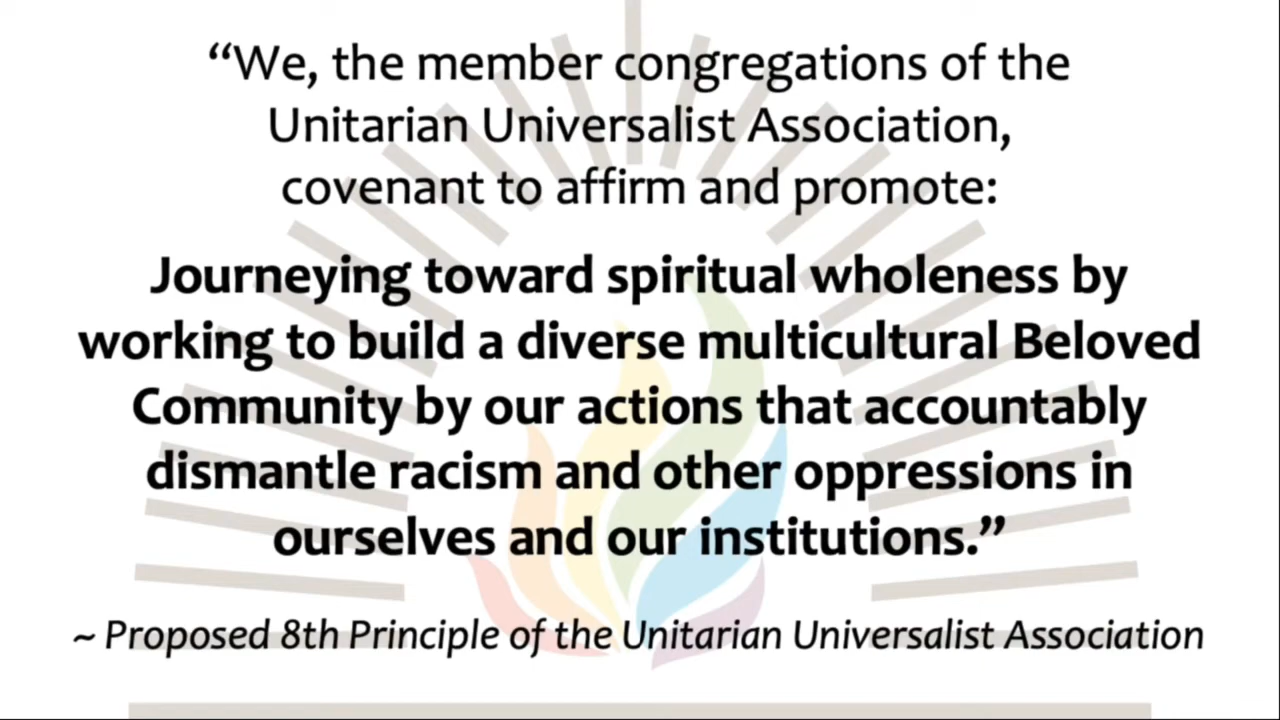 “We, the member congregations of the
Unitarian Universalist Association,
covenant to affirm and promote:
Journeying toward spiritual wholeness by
working to build a diverse multicultural Beloved
Community by our actions that accountably
dismantle racism and other oppressions in
ourselves and our institutions.”
~ Proposed 8th Principle of the Unitarian Universalist Association